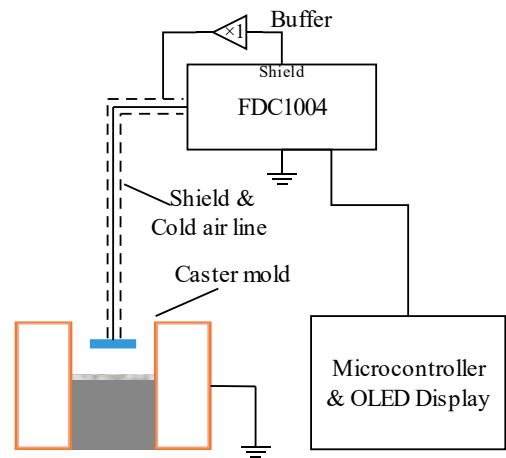 Buffer
×1
Shield
FDC1004
Shield &
Cold air line
Caster mold
Microcontroller
& OLED Display